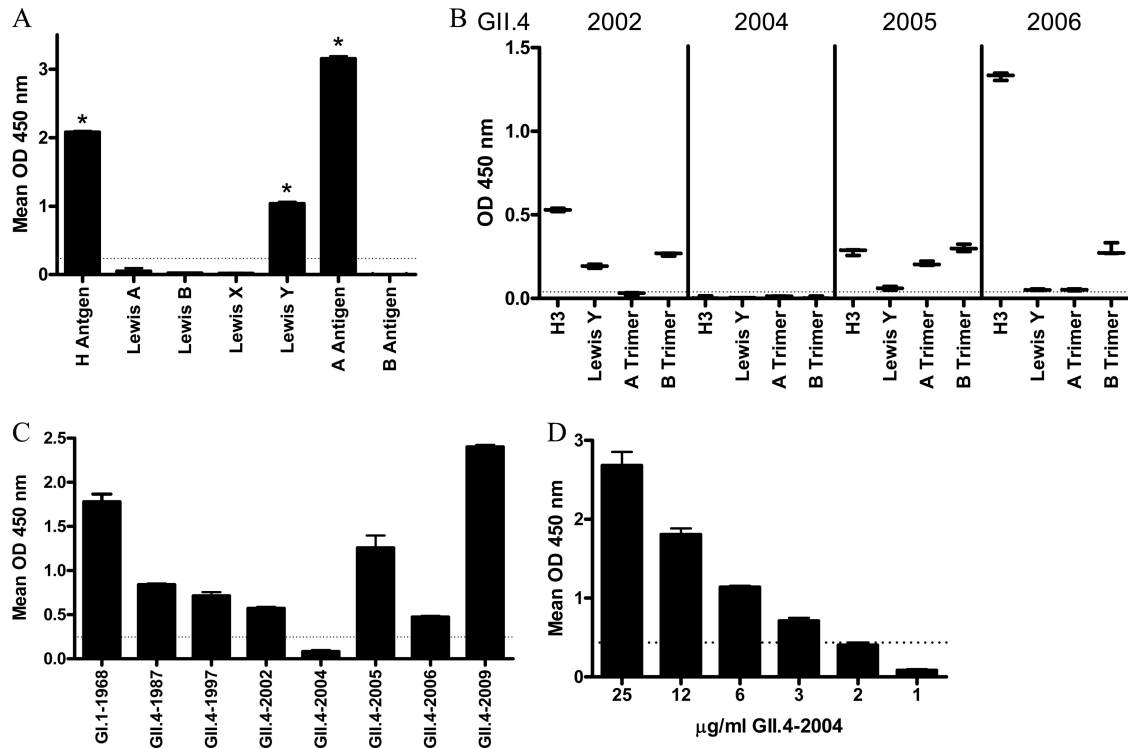 A
Mean OD 450 nm
3
2
1
0
*
*
*
H Antigen
Lewis A
Lewis B
Lewis X
Lewis Y
A Antigen
B Antigen
B
GII.4 2002 2004 2005 2006
OD 450 nm
1.5
1.0
0.5
0.0
H3
Lewis Y
A Trimer
B Trimer
H3
Lewis Y
A Trimer
B Trimer
H3
Lewis Y
A Trimer
B Trimer
H3
Lewis Y
A Trimer
B Trimer
C
Mean OD 450 nm
2.5
2.0
1.5
1.0
0.5
0.0
GI.1-1968
GII.4-1987
GII.4-1997
GII.4-2002
GII.4-2004
GII.4-2005
GII.4-2006
GII.4-2009
D
Mean OD 450 nm
3
2
1
0
25 12 6 3 2 1
μg/ml GII.4-2004